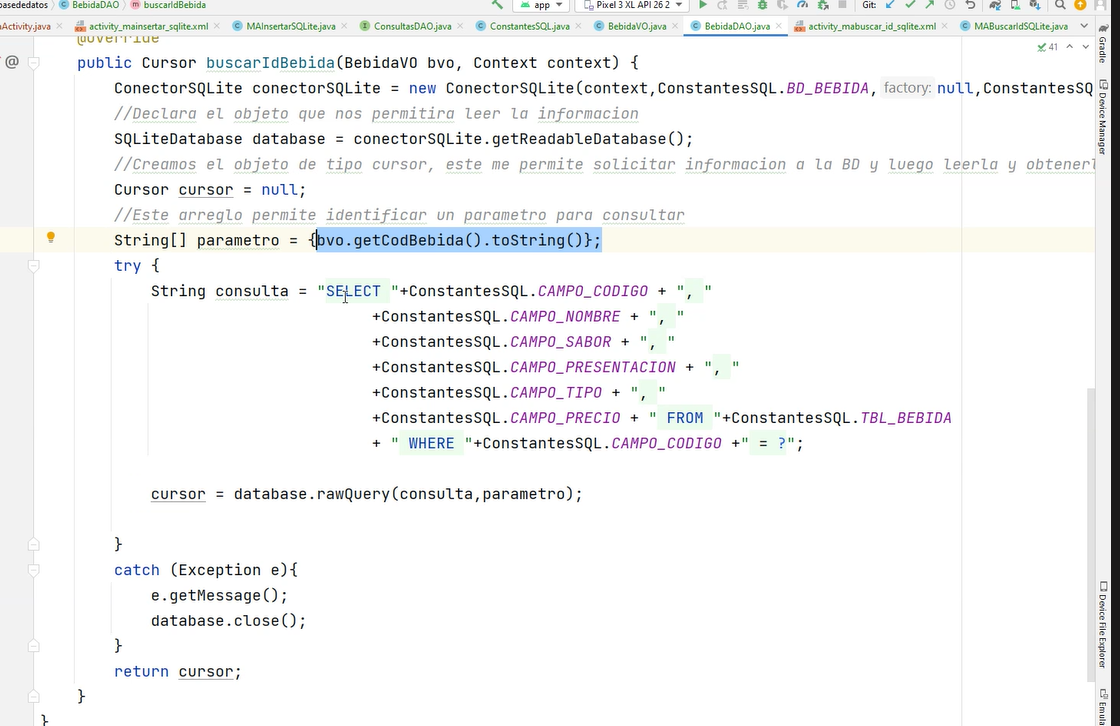 basededatos BebidaDAO buscarIdBebida app Pixel 3 XL API 26 2 Git:
nActivity.java activity_mainsertar_sqlite.xml MAInsertarSQLite.java ConsultasDAO.java ConstantesSQL.java BebidaVO.java BebidaDAO.java activity_mabuscar_id_sqlite.xml MABuscarIdSQLite.java
@Override
41
public Cursor buscarIdBebida(BebidaVO bvo, Context context) {
ConectorSQLite conectorSQLite = new ConectorSQLite(context,ConstantesSQL.BD_BEBIDA, factory: null,ConstantesSQ
//Declara el objeto que nos permitira leer la informacion
SQLiteDatabase database = conectorSQLite.getReadableDatabase();
//Creamos el objeto de tipo cursor, este me permite solicitar informacion a la BD y luego leerla y obtenerl
Cursor cursor = null;
//Este arreglo permite identificar un parametro para consultar
String[] parametro = {bvo.getCodBebida().toString()};
try {
String consulta = "SELECT "+ConstantesSQL.CAMPO_CODIGO + ", "
+ConstantesSQL.CAMPO_NOMBRE + ", "
+ConstantesSQL.CAMPO_SABOR + ", "
+ConstantesSQL.CAMPO_PRESENTACION + ", "
+ConstantesSQL.CAMPO_TIPO + ", "
+ConstantesSQL.CAMPO_PRECIO + " FROM "+ConstantesSQL.TBL_BEBIDA
+ " WHERE "+ConstantesSQL.CAMPO_CODIGO +" = ?";
cursor = database.rawQuery(consulta,parametro);
}
catch (Exception e){
e.getMessage();
database.close();
}
return cursor;
}
}
Gradle
Device Manager
Device File Explorer
Emula